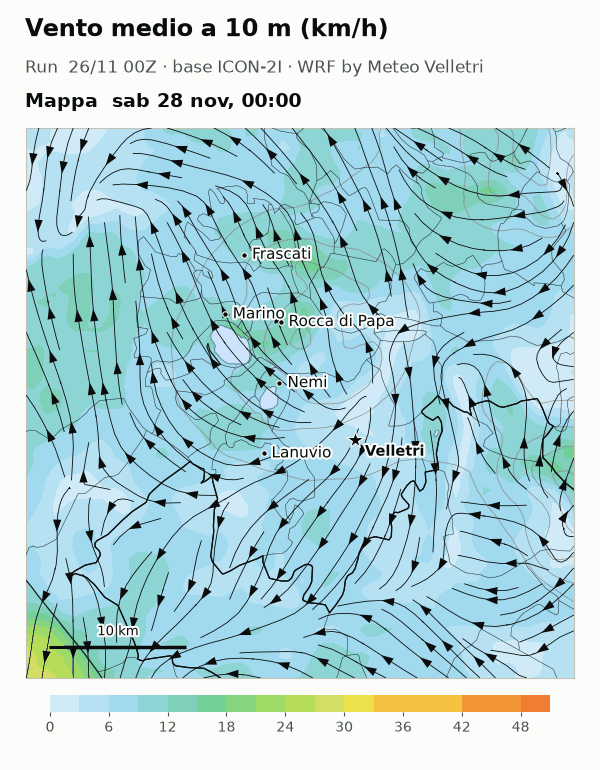 Vento medio a 10 m (km/h)
Run  26/11 00Z · base ICON-2I · WRF by Meteo Velletri
Mappa  sab 28 nov, 00:00
Frascati
Marino
Rocca di Papa
Nemi
Velletri
Lanuvio
10 km
0 6 12 18 24 30 36 42 48